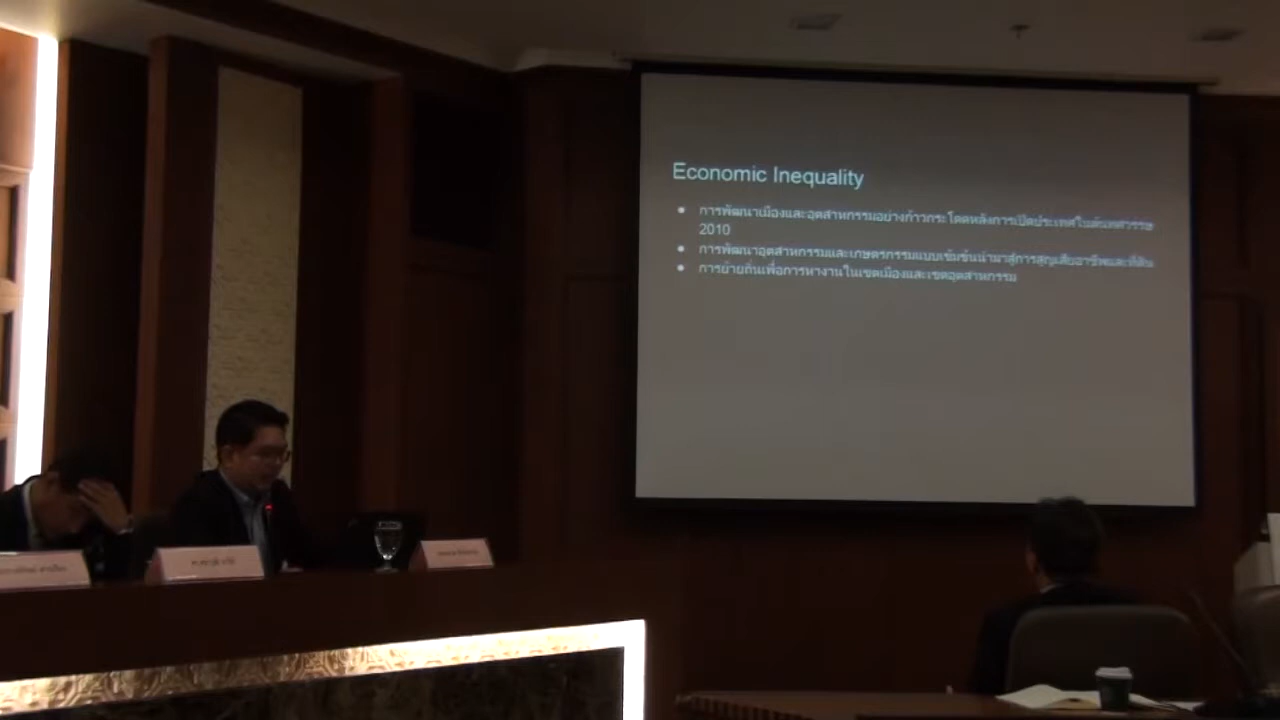 Economic Inequality
● การพัฒนาเมืองและอุตสาหกรรมอย่างก้าวกระโดดหลังการเปิดประเทศในต้นทศวรรษ
2010
● การพัฒนาอุตสาหกรรมและเกษตรกรรมแบบเข้มข้นนำมาสู่การสูญเสียอาชีพและที่ดิน
● การย้ายถิ่นเพื่อการหางานในเขตเมืองและเขตอุตสาหกรรม